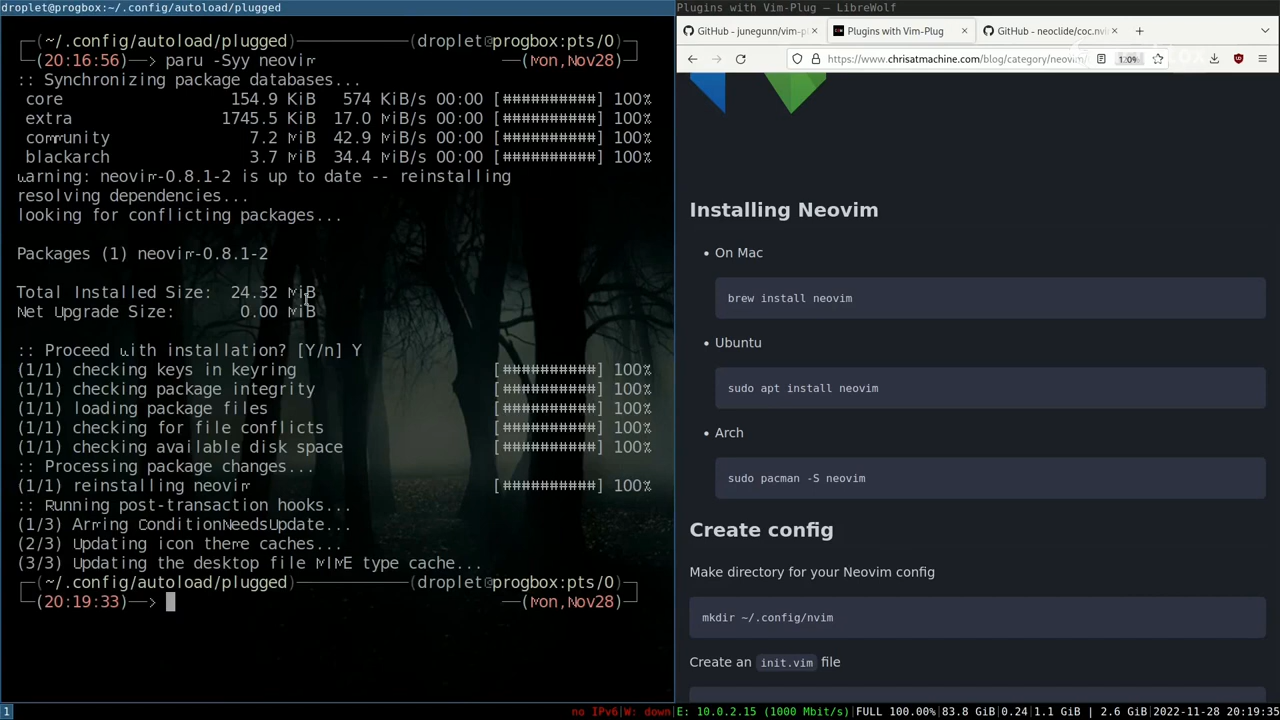 droplet@progbox:~/.config/autoload/plugged
Plugins with Vim-Plug — LibreWolf
GitHub - junegunn/vim-pl
Plugins with Vim-Plug
GitHub - neoclide/coc.nvi
https://www.chrisatmachine.com/blog/category/neovim/
(~/.config/autoload/plugged) (droplet@progbox:pts/0)
(20:16:56)──> paru -Syy neovim (Mon,Nov28)
:: Synchronizing package databases...
core 154.9 KiB 574 KiB/s 00:00 [##########] 100%
extra 1745.5 KiB 17.0 MiB/s 00:00 [##########] 100%
community 7.2 MiB 42.9 MiB/s 00:00 [##########] 100%
blackarch 3.7 MiB 34.4 MiB/s 00:00 [##########] 100%
warning: neovim-0.8.1-2 is up to date -- reinstalling
resolving dependencies...
looking for conflicting packages...
Packages (1) neovim-0.8.1-2
Total Installed Size: 24.32 MiB
Net Upgrade Size: 0.00 MiB
:: Proceed with installation? [Y/n] Y
(1/1) checking keys in keyring [##########] 100%
(1/1) checking package integrity [##########] 100%
(1/1) loading package files [##########] 100%
(1/1) checking for file conflicts [##########] 100%
(1/1) checking available disk space [##########] 100%
:: Processing package changes...
(1/1) reinstalling neovim [##########] 100%
:: Running post-transaction hooks...
(1/3) Arming ConditionNeedsUpdate...
(2/3) Updating icon theme caches...
(3/3) Updating the desktop file MIME type cache...
(~/.config/autoload/plugged) (droplet@progbox:pts/0)
(20:19:33)──> (Mon,Nov28)
Installing Neovim
• On Mac
brew install neovim
• Ubuntu
sudo apt install neovim
• Arch
sudo pacman -S neovim
Create config
Make directory for your Neovim config
mkdir ~/.config/nvim
Create an init.vim file
1
no IPv6|W: down|E: 10.0.2.15 (1000 Mbit/s)|FULL 100.00%|83.8 GiB|0.24|1.1 GiB | 2.6 GiB|2022-11-28 20:19:35